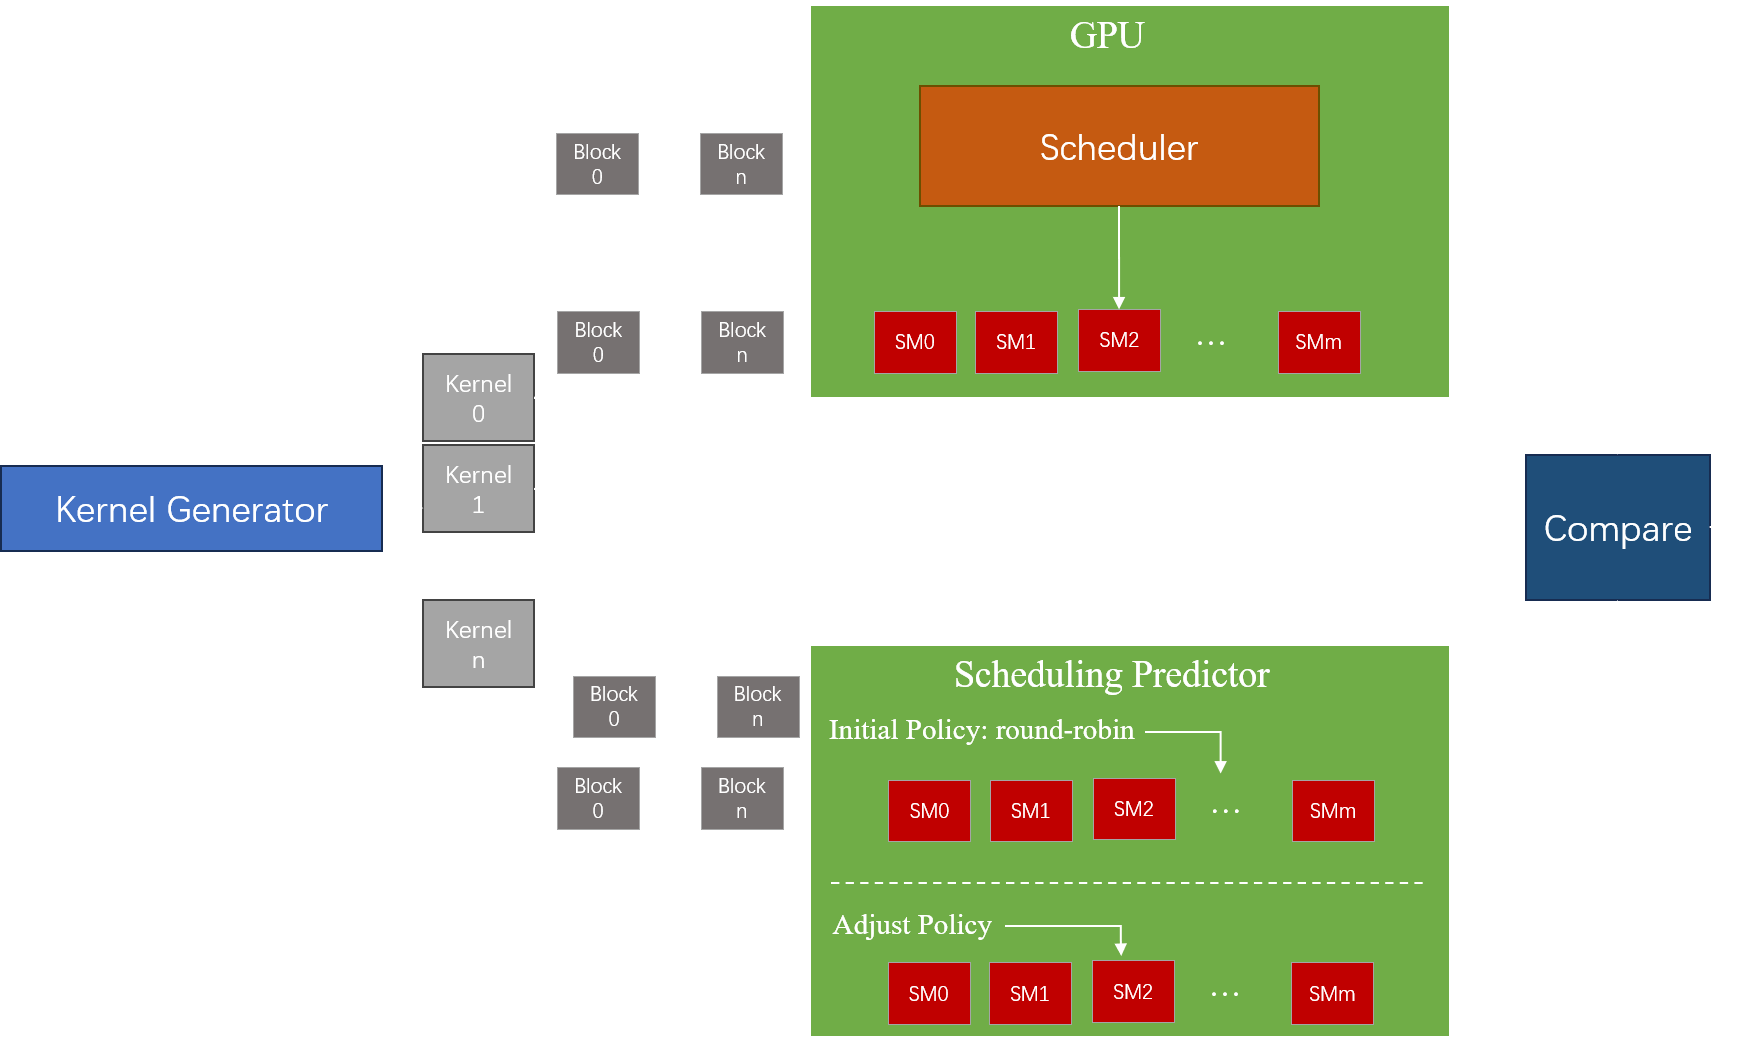 GPU
Scheduler
Block
0
Block
n
Block
0
Block
n
SM0
SM1
SM2
...
SMm
Kernel
0
Kernel
1
Kernel Generator
Compare
Kernel
n
Block
0
Block
n
Block
0
Block
n
Scheduling Predictor
Initial Policy: round-robin
SM0
SM1
SM2
...
SMm
Adjust Policy
SM0
SM1
SM2
...
SMm